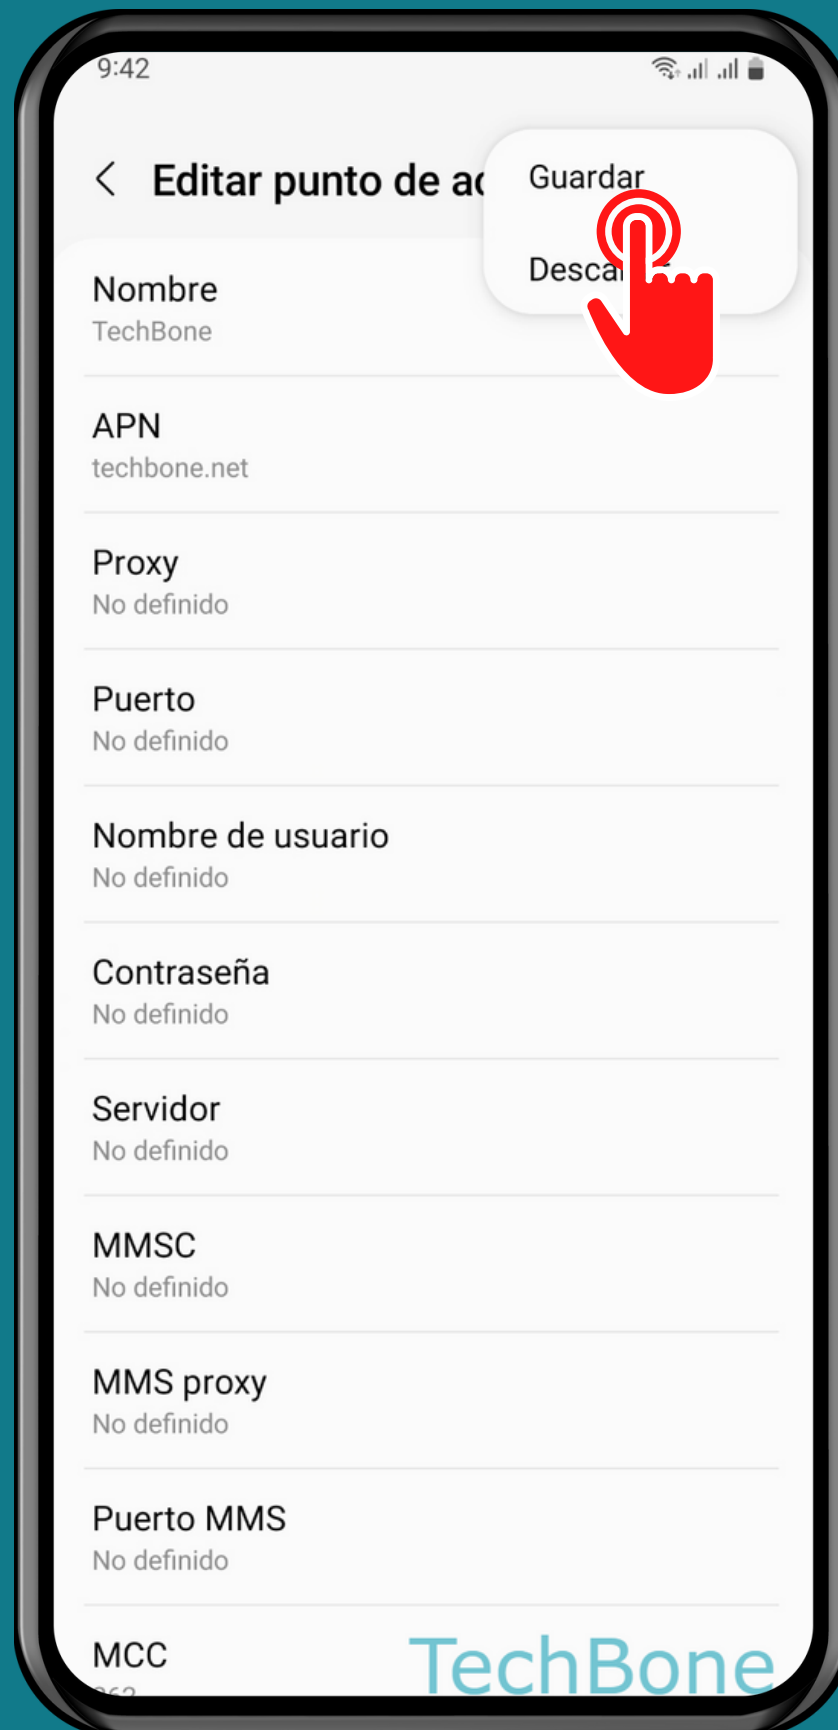 9:42
Editar punto de
Guardar
Nombre
TechBone
APN
techbone.net
Proxy
No definido
Puerto
No definido
Nombre de usuario
No definido
Contraseña
No definido
Servidor
No definido
MMSC
No definido
MMS proxy
No definido
Puerto MMS
No definido
MCC
TechBone